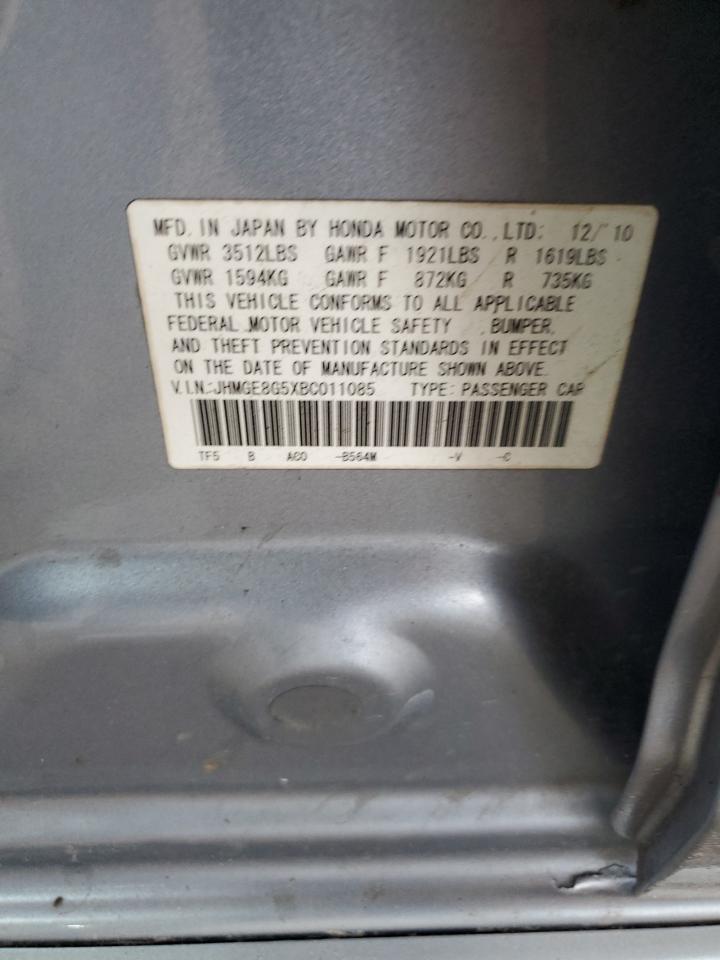 MFD. IN JAPAN BY HONDA MOTOR CO., LTD. 12/10
GVWR 3512LBS GAWR F 1921LBS R 1619LBS
GVWR 1594KG GAWR F 872KG R 735KG
THIS VEHICLE CONFORMS TO ALL APPLICABLE
FEDERAL MOTOR VEHICLE SAFETY, BUMPER,
AND THEFT PREVENTION STANDARDS IN EFFECT
ON THE DATE OF MANUFACTURE SHOWN ABOVE.
V.I.N.:JHMGE8G5XBC011085 TYPE: PASSENGER CAR
TF5 B AC0 -B564M -V -C